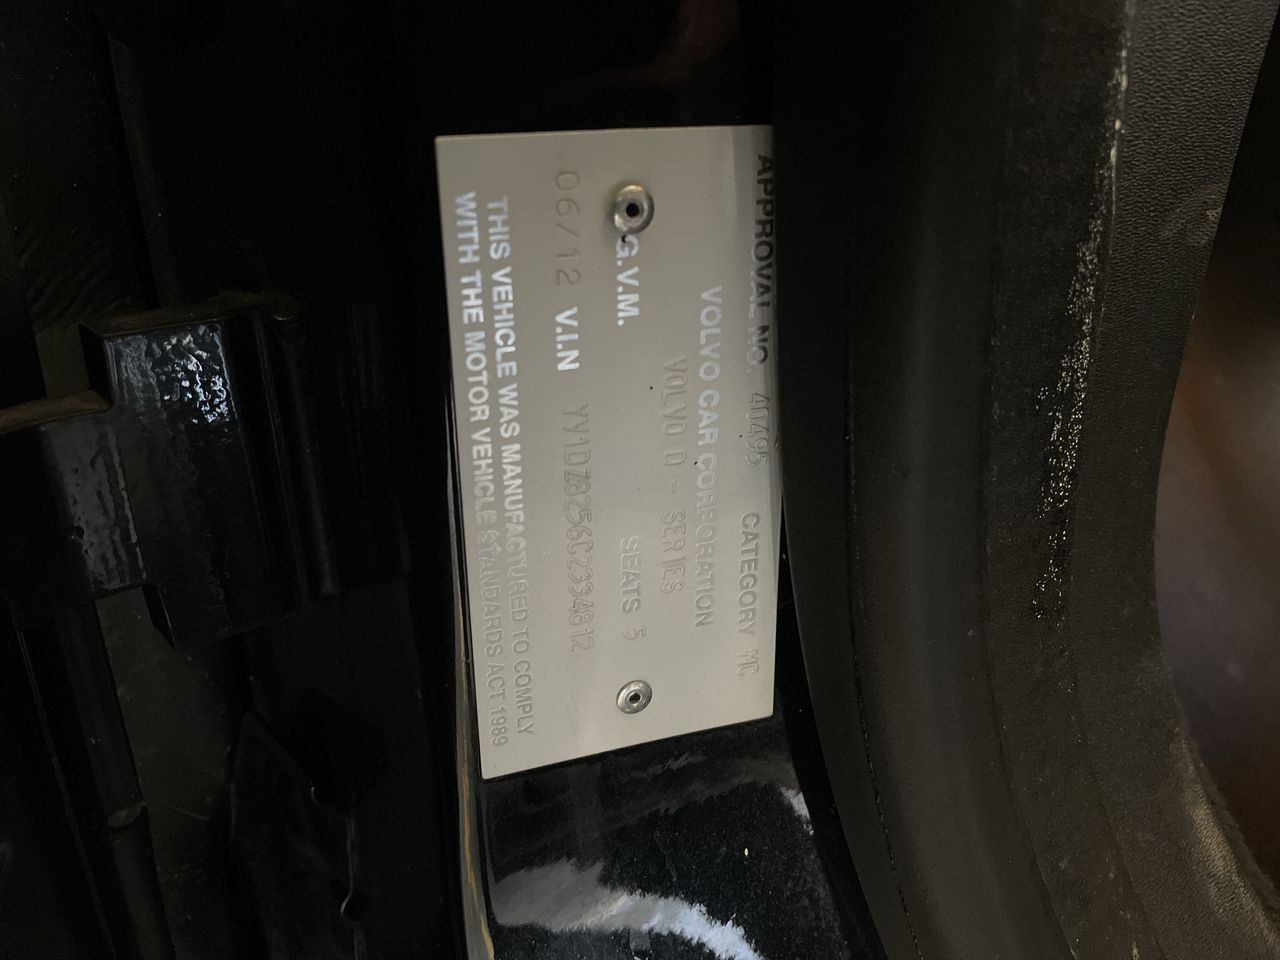 APPROVAL NO. 40495 CATEGORY MC
VOLVO CAR CORPORATION
VOLVO D - SERIES
G.V.M. SEATS 5
06/12 V.I.N YV1DZ8256C2334812
THIS VEHICLE WAS MANUFACTURED TO COMPLY
WITH THE MOTOR VEHICLE STANDARDS ACT 1989